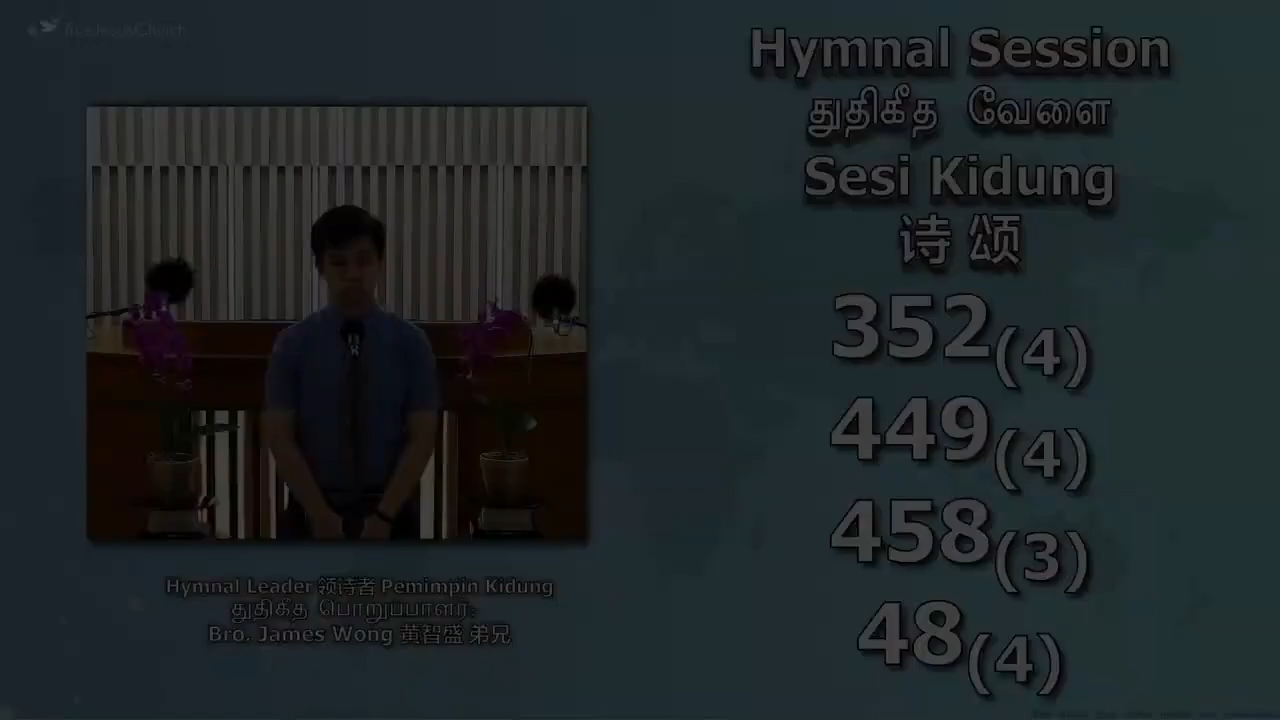 TrueJesusChurch
Hymnal Session
துதிகீத வேளை
Sesi Kidung
诗 颂
352(4)
449(4)
458(3)
48(4)
Hymnal Leader 领诗者 Pemimpin Kidung
துதிகீத பொறுப்பாளர்:
Bro. James Wong 黄智盛 弟兄